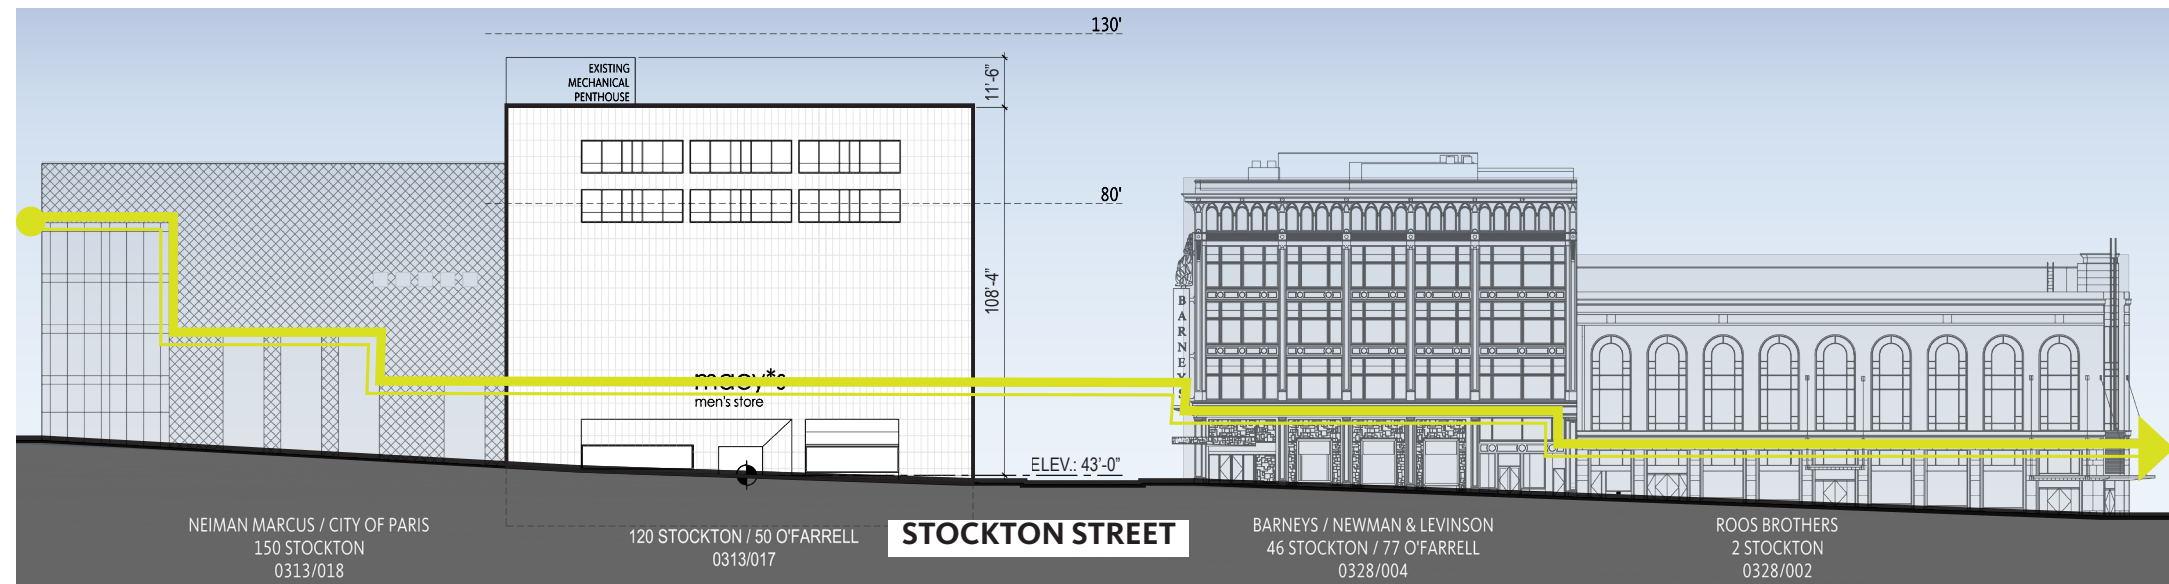 130'
EXISTING
MECHANICAL
PENTHOUSE
11'-6"
80'
108'-4"
BARNEYS
macy*s
men's store
ELEV.: 43'-0"
NEIMAN MARCUS / CITY OF PARIS
150 STOCKTON
0313/018
120 STOCKTON / 50 O'FARRELL
0313/017
STOCKTON STREET
BARNEYS / NEWMAN & LEVINSON
46 STOCKTON / 77 O'FARRELL
0328/004
ROOS BROTHERS
2 STOCKTON
0328/002